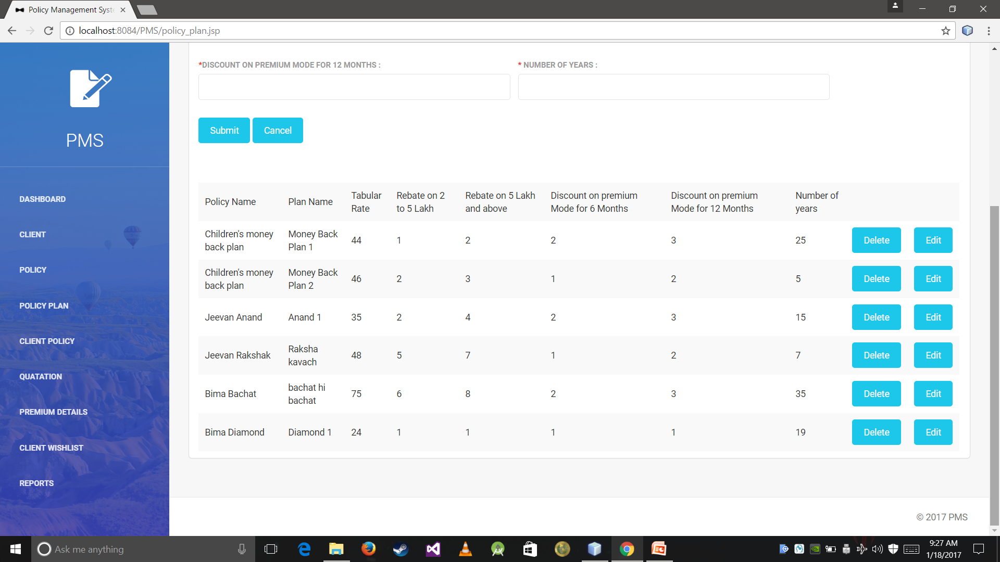 Policy Management Syste
localhost:8084/PMS/policy_plan.jsp
PMS
DASHBOARD
CLIENT
POLICY
POLICY PLAN
CLIENT POLICY
QUATATION
PREMIUM DETAILS
CLIENT WISHLIST
REPORTS
*DISCOUNT ON PREMIUM MODE FOR 12 MONTHS : * NUMBER OF YEARS :
Submit Cancel
Policy Name Plan Name Tabular Rate Rebate on 2 to 5 Lakh Rebate on 5 Lakh and above Discount on premium Mode for 6 Months Discount on premium Mode for 12 Months Number of years
Children's money back plan Money Back Plan 1 44 1 2 2 3 25 Delete Edit
Children's money back plan Money Back Plan 2 46 2 3 1 2 5 Delete Edit
Jeevan Anand Anand 1 35 2 4 2 3 15 Delete Edit
Jeevan Rakshak Raksha kavach 48 5 7 1 2 7 Delete Edit
Bima Bachat bachat hi bachat 75 6 8 2 3 35 Delete Edit
Bima Diamond Diamond 1 24 1 1 1 1 19 Delete Edit
© 2017 PMS
Ask me anything
9:27 AM
1/18/2017